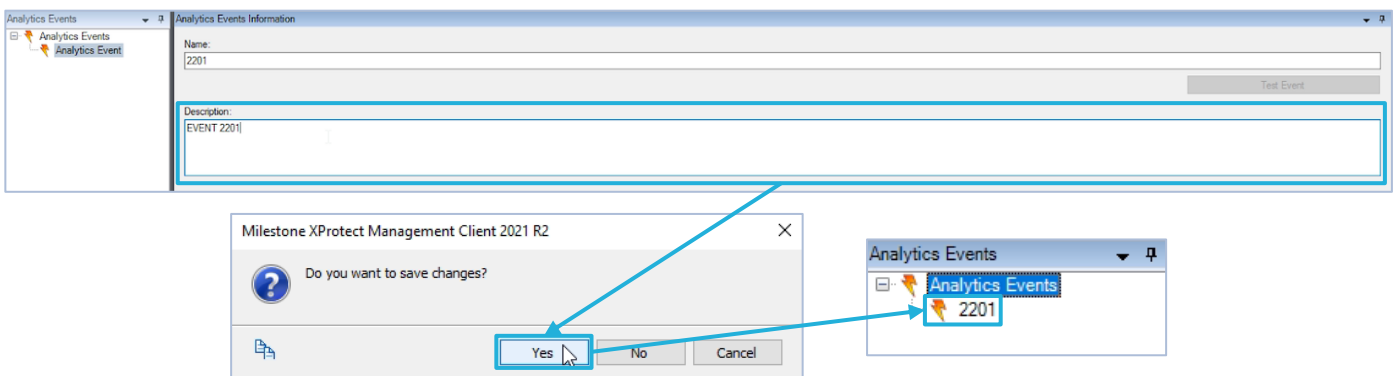 Analytics Events
Analytics Events Information
Analytics Events
Analytics Event
Name:
2201
Test Event
Description:
EVENT 2201
Milestone XProtect Management Client 2021 R2
Do you want to save changes?
Yes
No
Cancel
Analytics Events
Analytics Events
2201